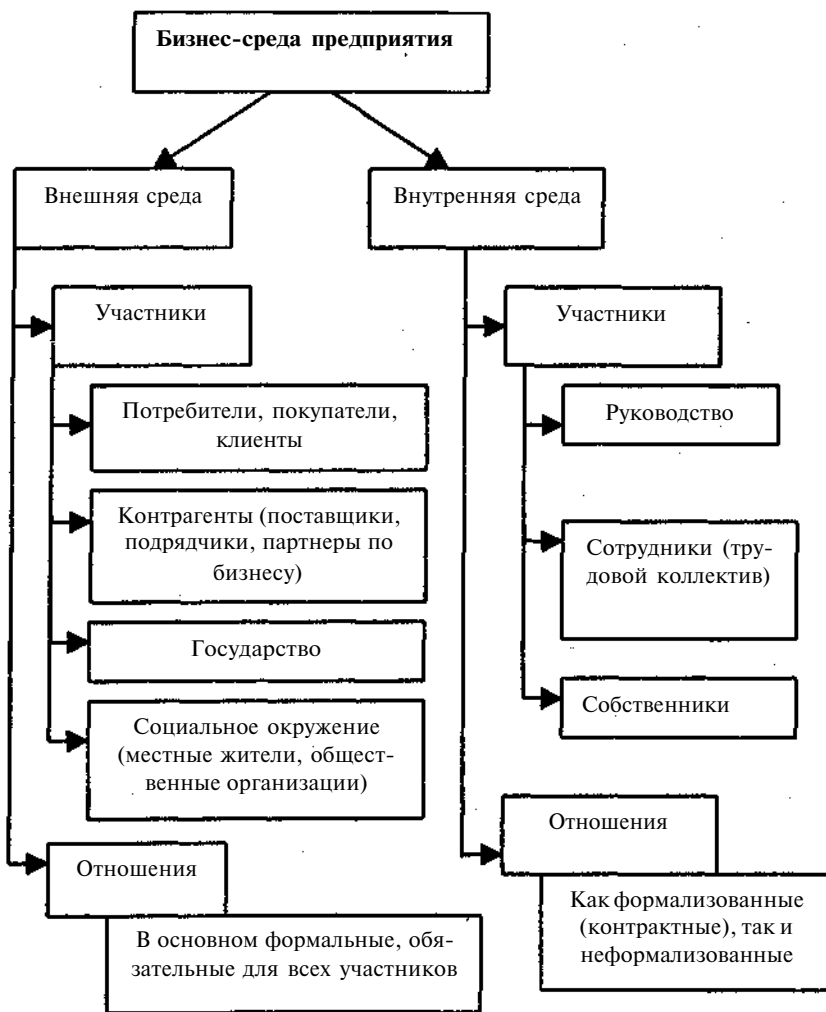 Бизнес-среда предприятия
Внешняя среда
Внутренняя среда
Участники
Потребители, покупатели,
клиенты
Контрагенты (поставщики,
подрядчики, партнеры по
бизнесу)
Государство
Социальное окружение
(местные жители, общест-
венные организации)
Отношения
В основном формальные, обя-
зательные для всех участников
Участники
Руководство
Сотрудники (тру-
довой коллектив)
Собственники
Отношения
Как формализованные
(контрактные), так и
неформализованные